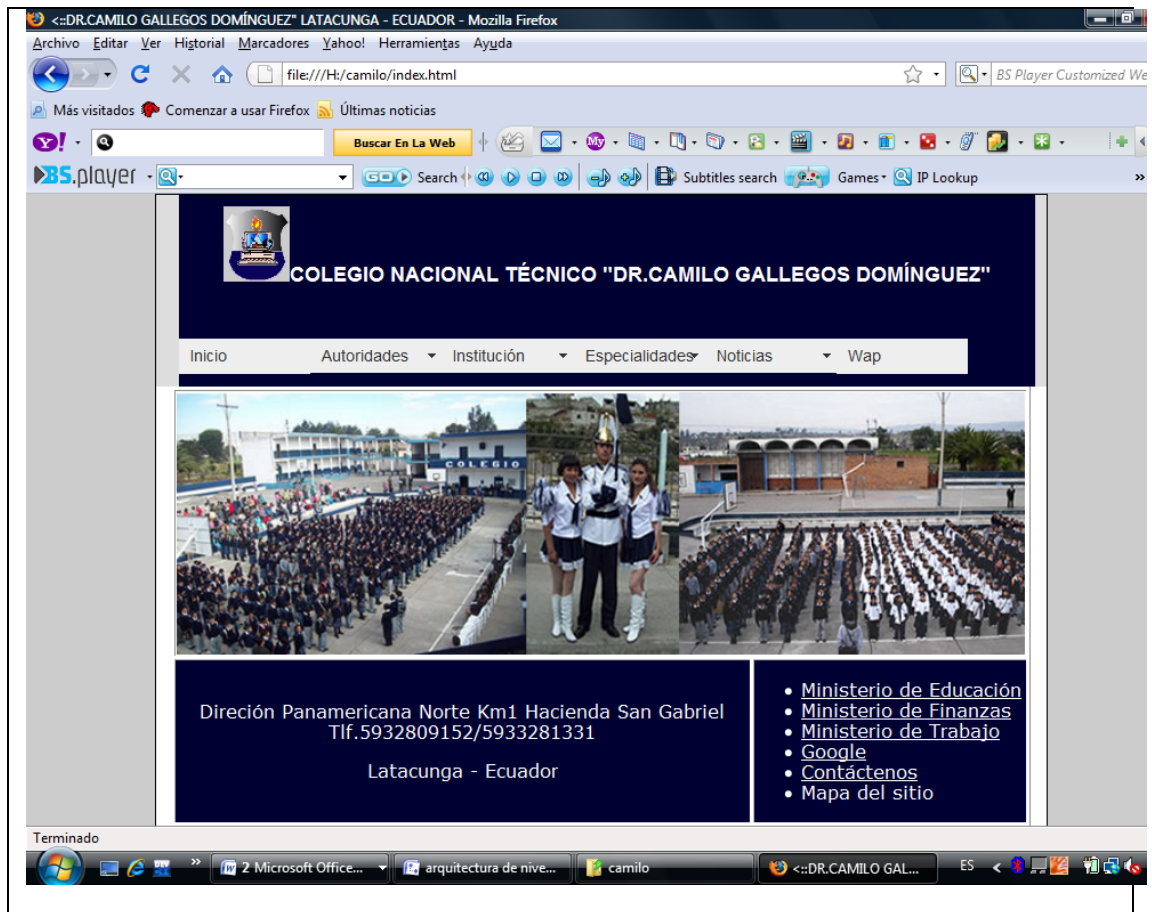 <::DR.CAMILO GALLEGOS DOMÍNGUEZ" LATACUNGA - ECUADOR - Mozilla Firefox
Archivo Editar Ver Historial Marcadores Yahoo! Herramientas Ayuda
file:///H:/camilo/index.html BS Player Customized We
Más visitados Comenzar a usar Firefox Últimas noticias
Y! Buscar En La Web My
BS.player GO Search Subtitles search Games IP Lookup »
COLEGIO NACIONAL TÉCNICO "DR.CAMILO GALLEGOS DOMÍNGUEZ"
Inicio Autoridades Institución Especialidades Noticias Wap
COLEGIO
Direción Panamericana Norte Km1 Hacienda San Gabriel
Tlf.5932809152/5933281331
Latacunga - Ecuador
Ministerio de Educación
Ministerio de Finanzas
Ministerio de Trabajo
Google
Contáctenos
Mapa del sitio
Terminado
» 2 Microsoft Office... arquitectura de nive... camilo <::DR.CAMILO GAL... ES